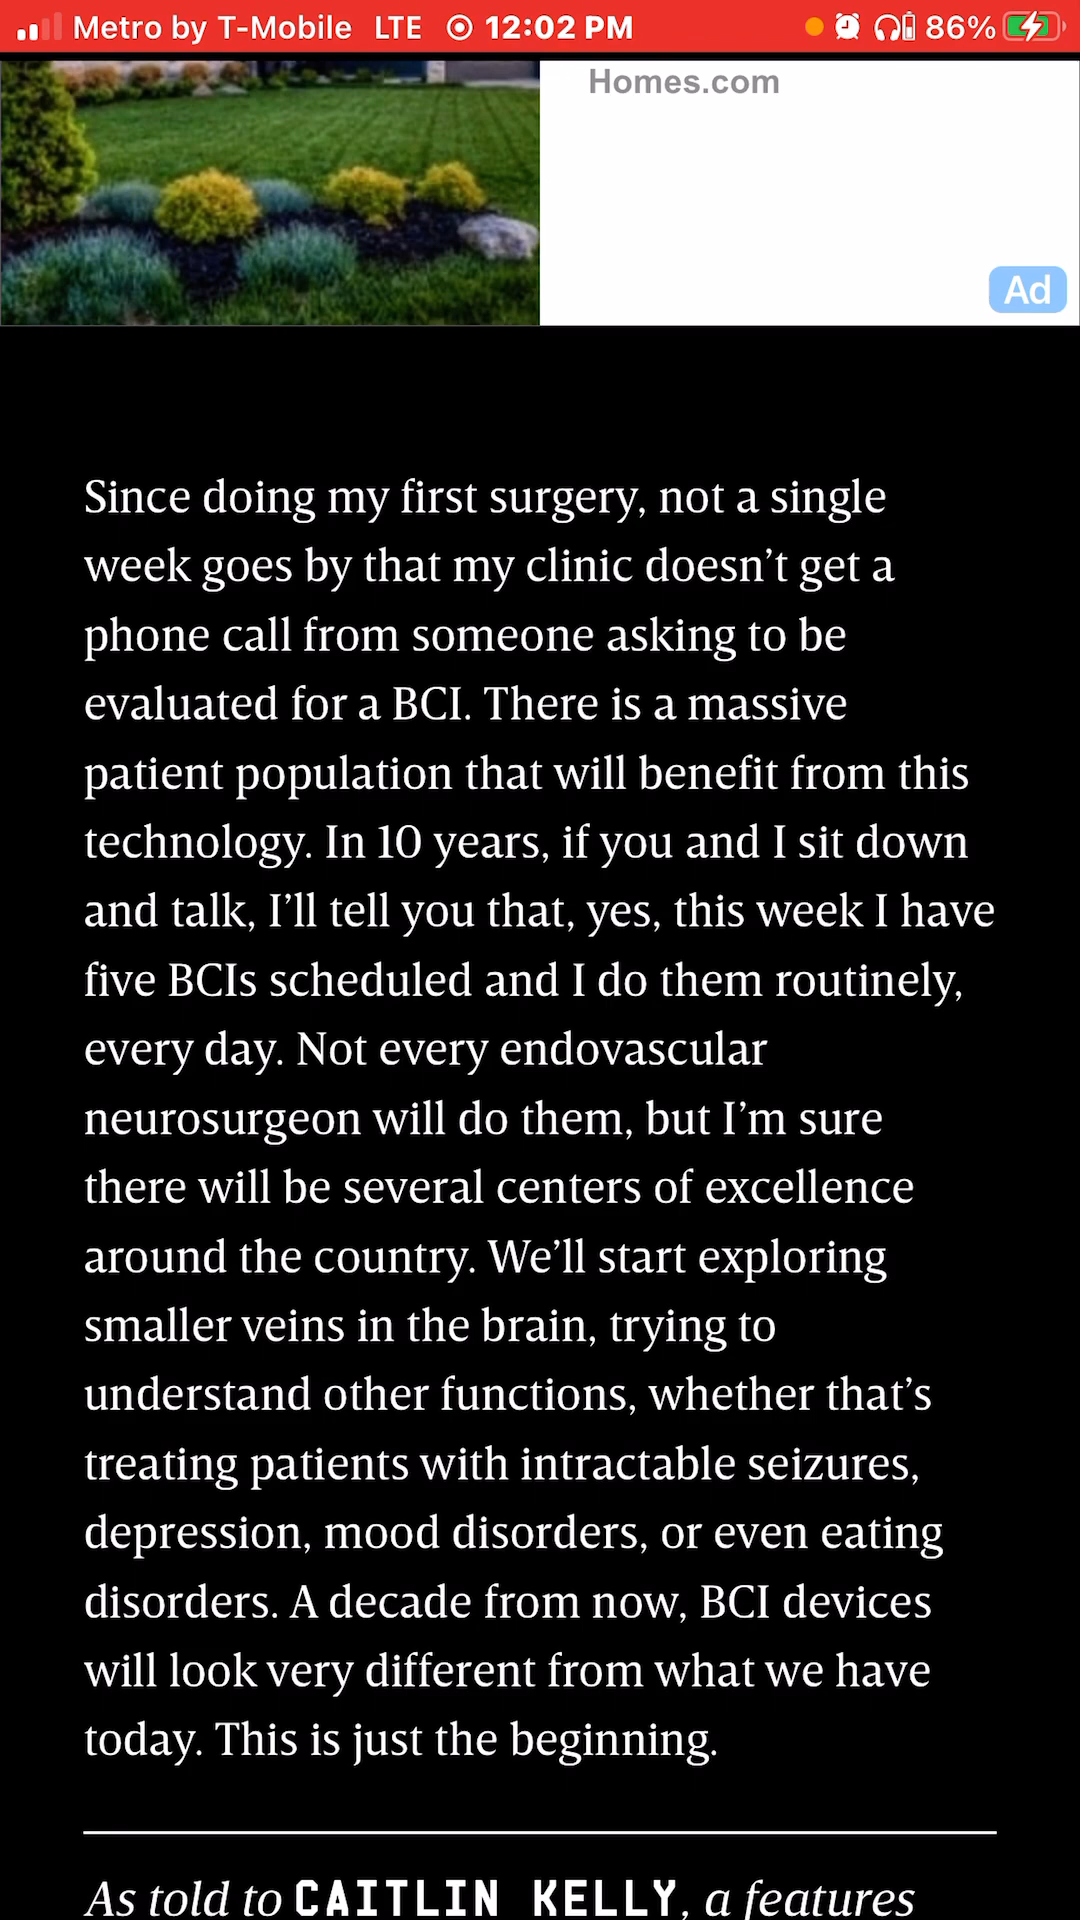 Metro by T-Mobile LTE 12:02 PM 86%
Homes.com
Ad
Since doing my first surgery, not a single
week goes by that my clinic doesn’t get a
phone call from someone asking to be
evaluated for a BCI. There is a massive
patient population that will benefit from this
technology. In 10 years, if you and I sit down
and talk, I’ll tell you that, yes, this week I have
five BCIs scheduled and I do them routinely,
every day. Not every endovascular
neurosurgeon will do them, but I’m sure
there will be several centers of excellence
around the country. We’ll start exploring
smaller veins in the brain, trying to
understand other functions, whether that’s
treating patients with intractable seizures,
depression, mood disorders, or even eating
disorders. A decade from now, BCI devices
will look very different from what we have
today. This is just the beginning.
As told to CAITLIN KELLY, a features